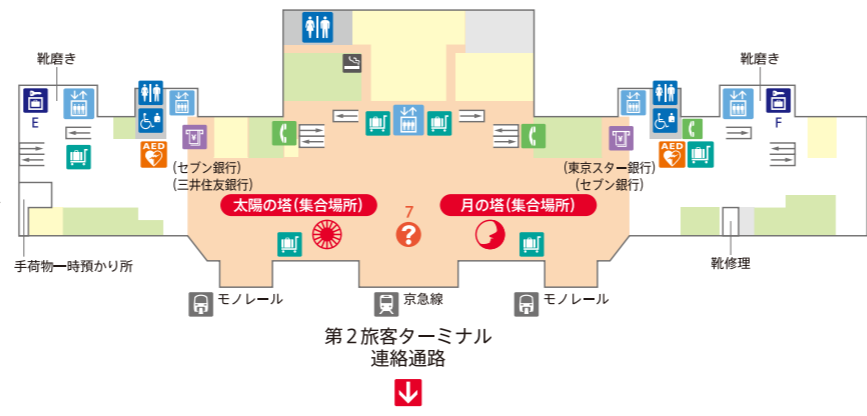 靴磨き
靴磨き
E
F
AED
AED
(セブン銀行)
(三井住友銀行)
(東京スター銀行)
(セブン銀行)
太陽の塔(集合場所)
7
?
月の塔(集合場所)
手荷物一時預かり所
靴修理
モノレール
京急線
モノレール
第2旅客ターミナル
連絡通路